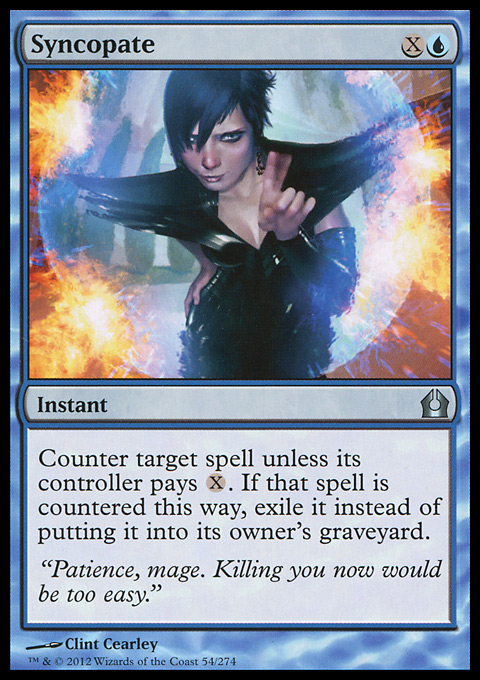 Syncopate X
Instant
Counter target spell unless its
controller pays X. If that spell is
countered this way, exile it instead of
putting it into its owner's graveyard.
“Patience, mage. Killing you now would
be too easy.”
Clint Cearley
™ & © 2012 Wizards of the Coast 54/274